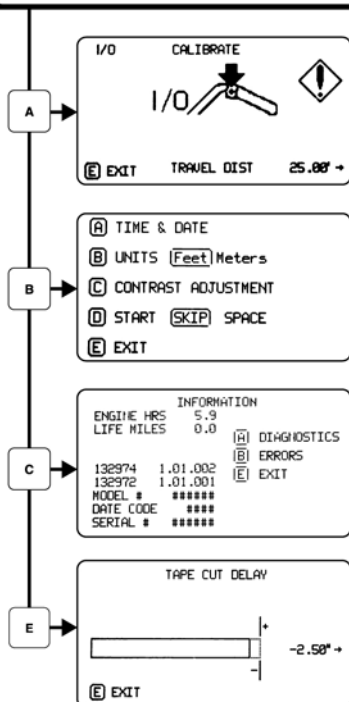 A
I/O CALIBRATE
I/O
E EXIT TRAVEL DIST 25.00' →
B
A TIME & DATE
B UNITS Feet Meters
C CONTRAST ADJUSTMENT
D START SKIP SPACE
E EXIT
C
INFORMATION
ENGINE HRS 5.9
LIFE MILES 0.0
A DIAGNOSTICS
B ERRORS
E EXIT
132974 1.01.002
132972 1.01.001
MODEL # ######
DATE CODE ####
SERIAL # ######
E
TAPE CUT DELAY
+
-2.50" →
-
E EXIT